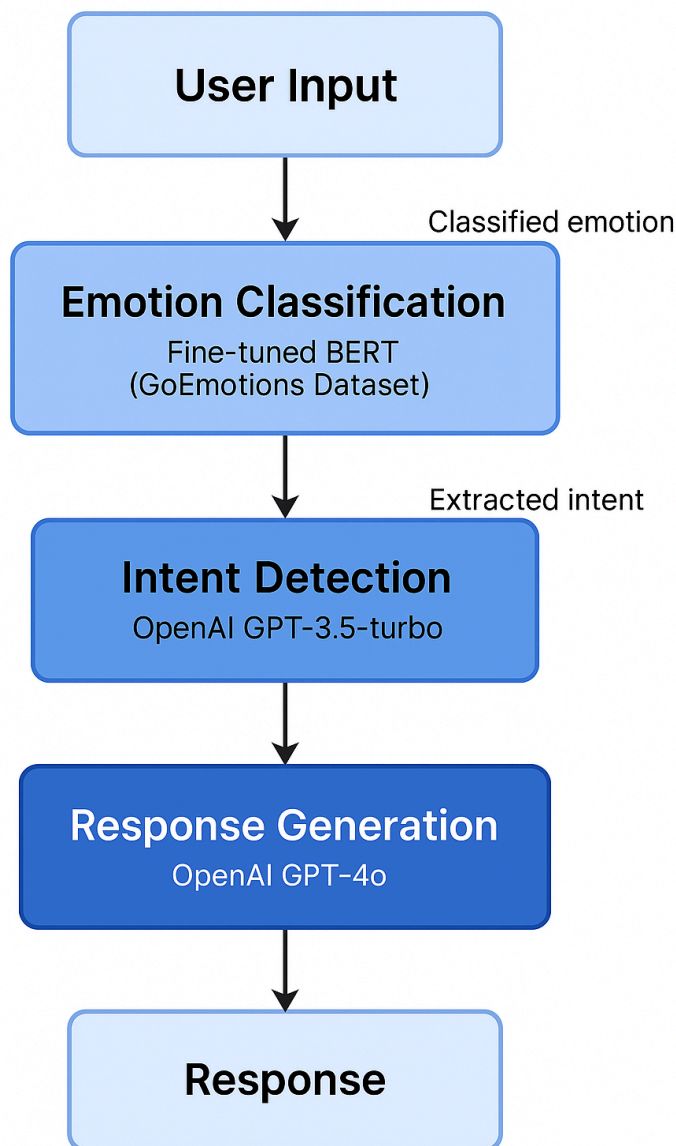 User Input
Classified emotion
Emotion Classification
Fine-tuned BERT
(GoEmotions Dataset)
Extracted intent
Intent Detection
OpenAI GPT-3.5-turbo
Response Generation
OpenAI GPT-4o
Response